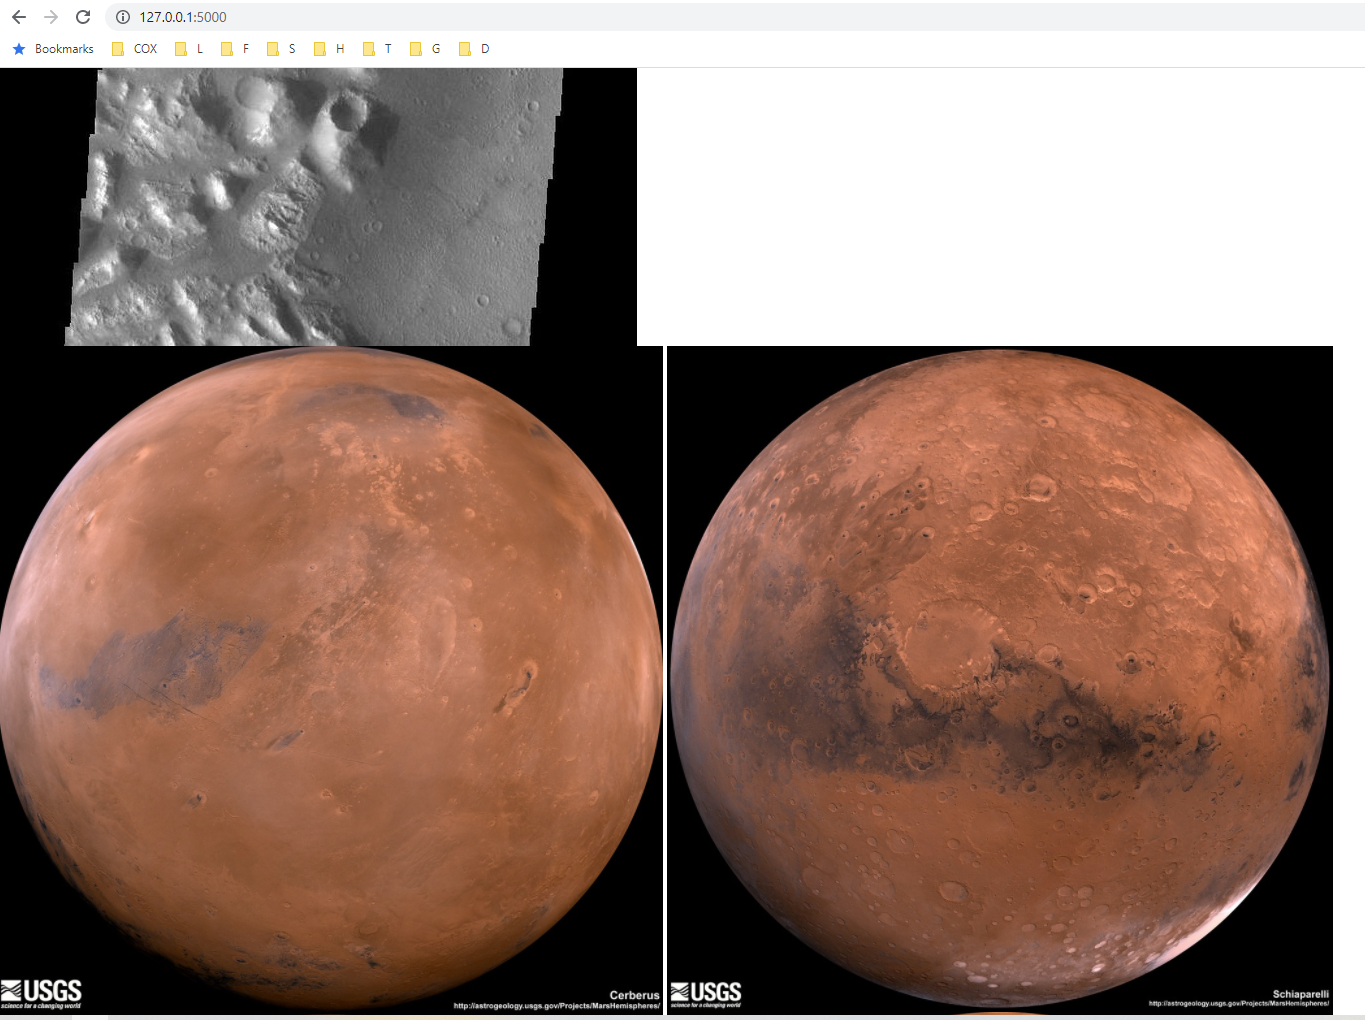 127.0.0.1:5000
Bookmarks COX L F S H T G D
USGS
science for a changing world
Cerberus
http://astrogeology.usgs.gov/Projects/MarsHemispheres/
USGS
science for a changing world
Schiaparelli
http://astrogeology.usgs.gov/Projects/MarsHemispheres/